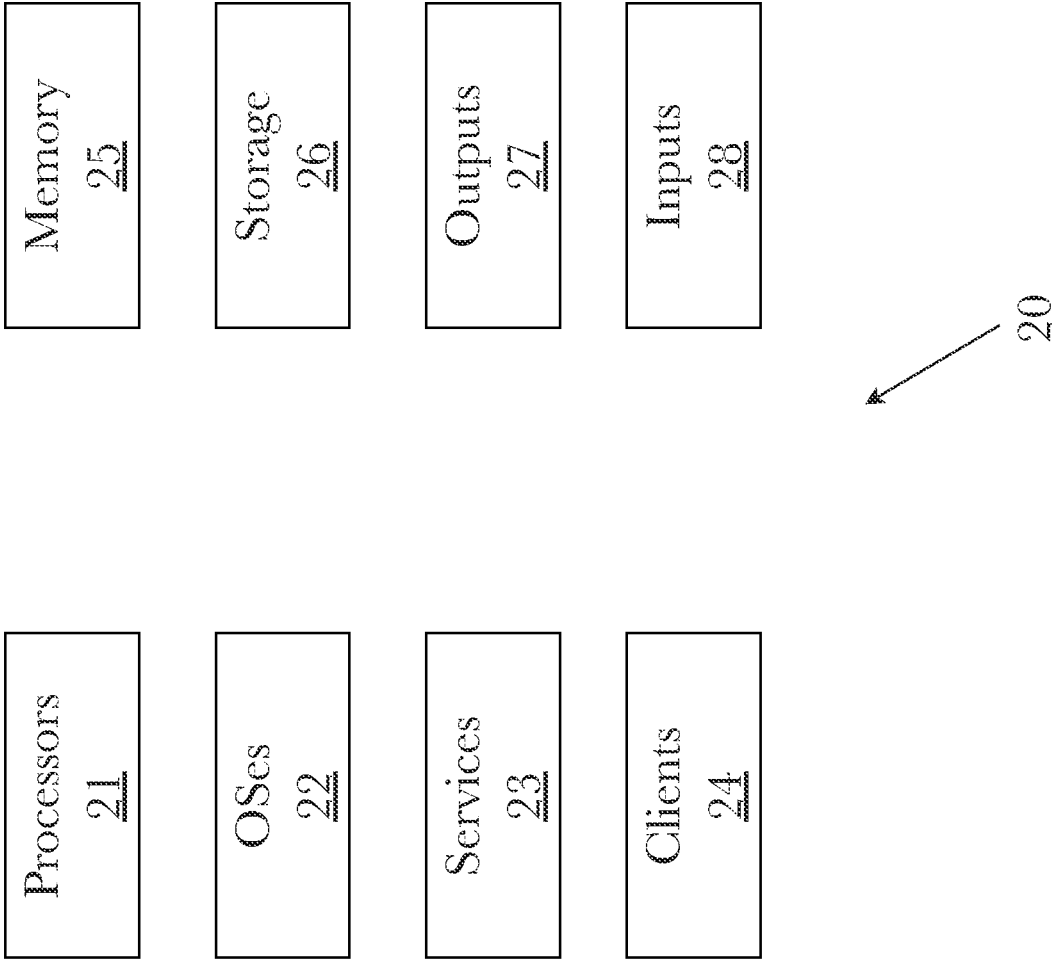 Processors
21
OSes
22
Services
23
Clients
24
Memory
25
Storage
26
Outputs
27
Inputs
28
20